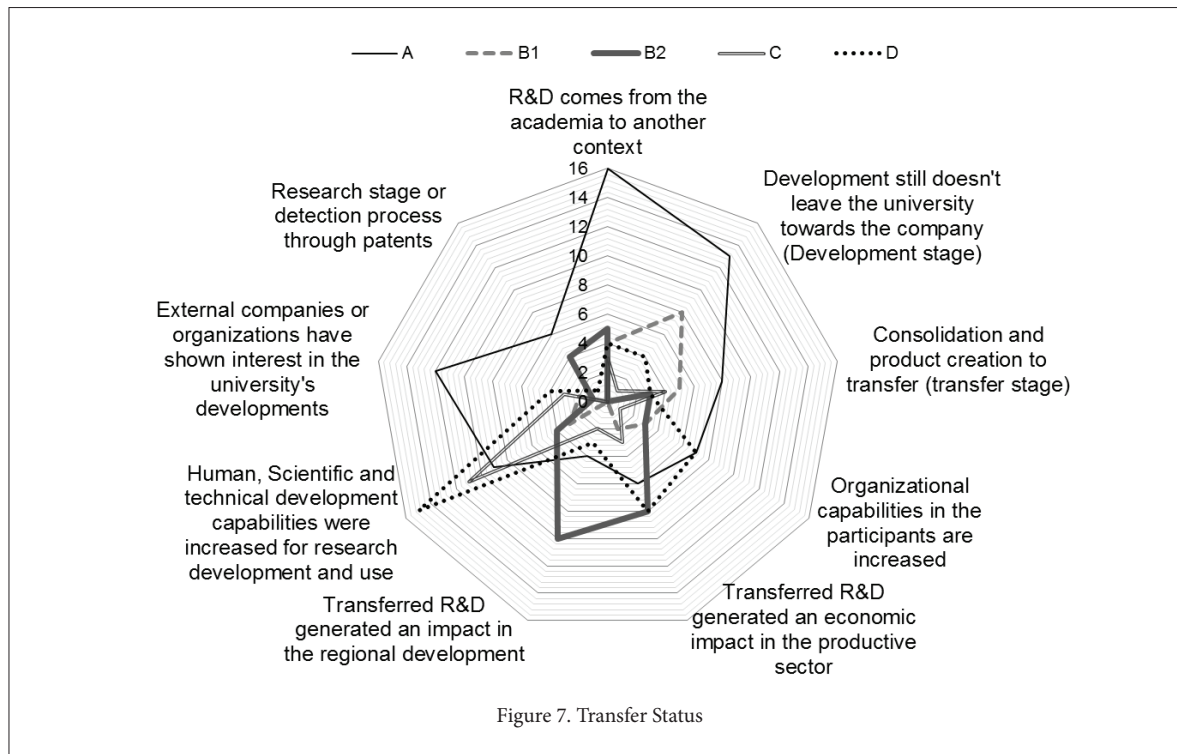 A B1 B2 C D
R&D comes from the
academia to another
context
16
14
12
10
8
6
4
2
0
Development still doesn't
leave the university
towards the company
(Development stage)
Consolidation and
product creation to
transfer (transfer stage)
Organizational
capabilities in the
participants are
increased
Transferred R&D
generated an economic
impact in the productive
sector
Transferred R&D
generated an impact in
the regional development
Human, Scientific and
technical development
capabilities were
increased for research
development and use
External companies or
organizations have
shown interest in the
university's
developments
Research stage or
detection process
through patents
Figure 7. Transfer Status